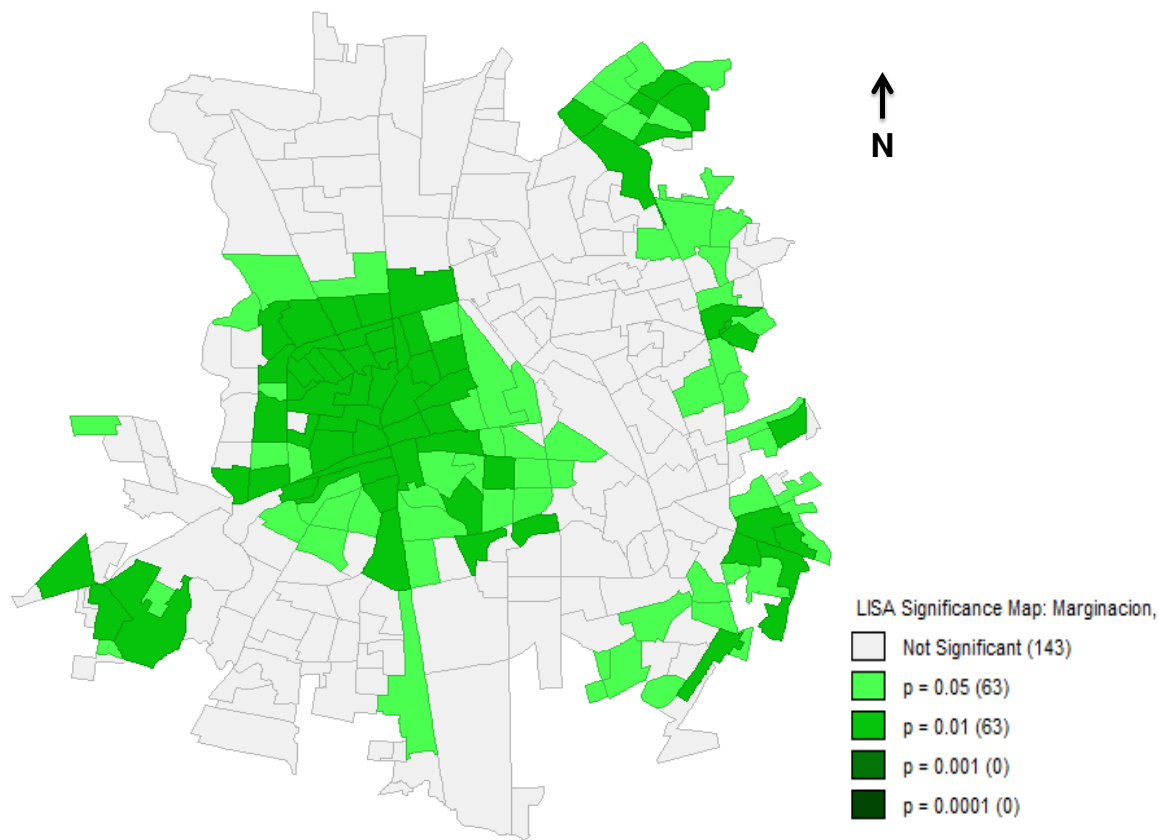 N
LISA Significance Map: Marginacion,
Not Significant (143)
p = 0.05 (63)
p = 0.01 (63)
p = 0.001 (0)
p = 0.0001 (0)